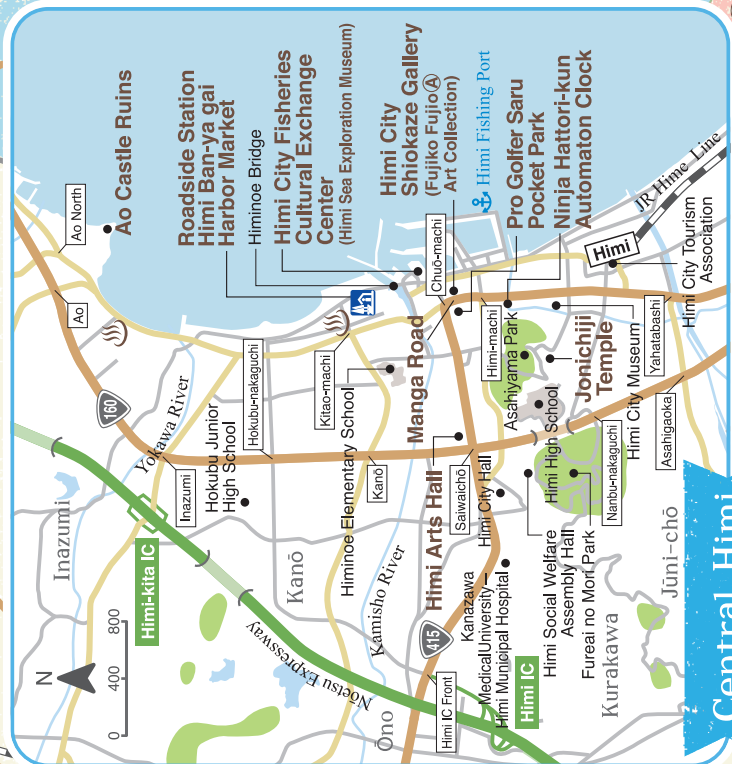 Central Himi
N
0 400 800
Inazumi
Himi-kita IC
Yokawa River
160
Ao
Ao North
Ao Castle Ruins
Inazumi
Hokubu Junior
High School
Hokubu-nakaguchi
Roadside Station
Himi Ban-ya gai
Harbor Market
Himinoe Bridge
Himi City Fisheries
Cultural Exchange
Center
(Himi Sea Exploration Museum)
Kanō
Nōetsu Expressway
Himinoe Elementary School
Kanō
Kitao-machi
Kamisho River
Ōno
415
Himi IC Front
Himi IC
Himi Arts Hall
Manga Road
Saiwaichō
Chuō-machi
Himi City
Shiokaze Gallery
(Fujiko FujioⒶ
Art Collection)
Himi Fishing Port
Kanazawa
Medical University—
Himi Municipal Hospital
Himi City Hall
Himi-machi
Asahiyama Park
Pro Golfer Saru
Pocket Park
Ninja Hattori-kun
Automaton Clock
Himi Social Welfare
Assembly Hall
Himi High School
Jonichiji
Temple
Fureai no Mori Park
Nanbu-nakaguchi
Himi City Museum
Himi
JR Hime Line
Kurakawa
Jūni-chō
Asahigaoka
Yahatabashi
Himi City Tourism
Association